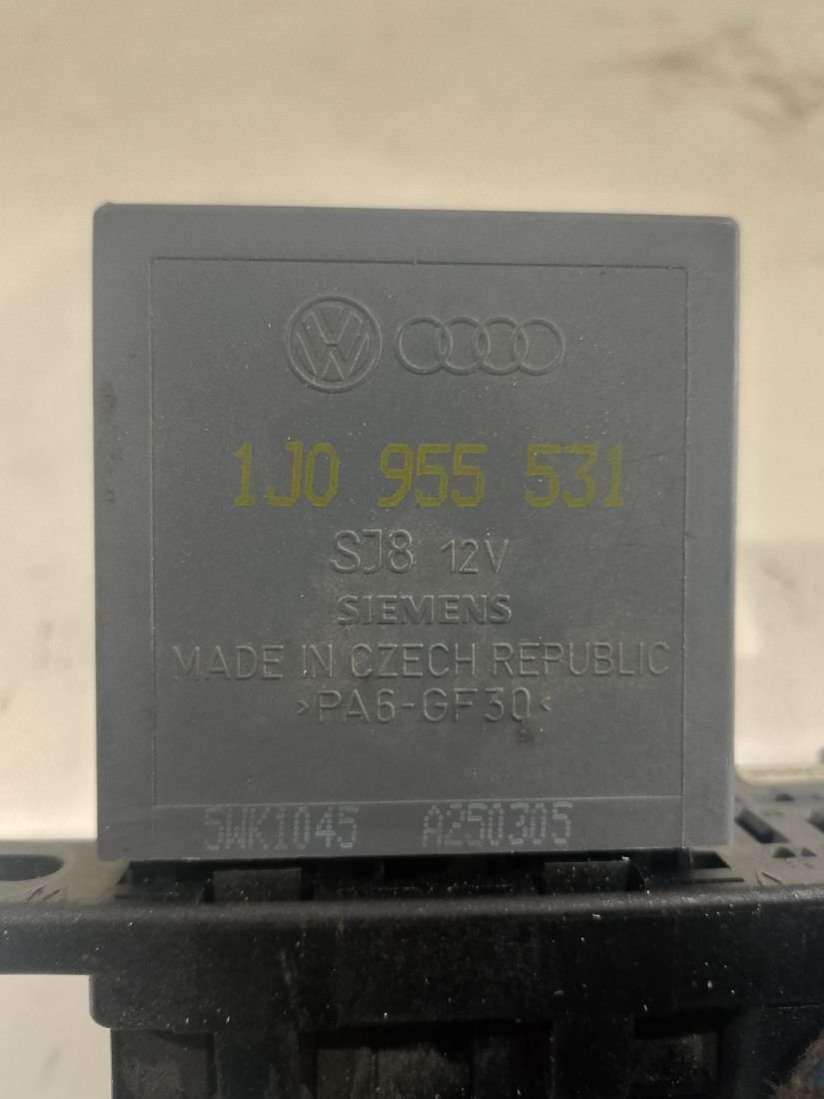 1J0 955 531
SJ8 12V
SIEMENS
MADE IN CZECH REPUBLIC
>PA6-GF30<
5WK1045 A250305